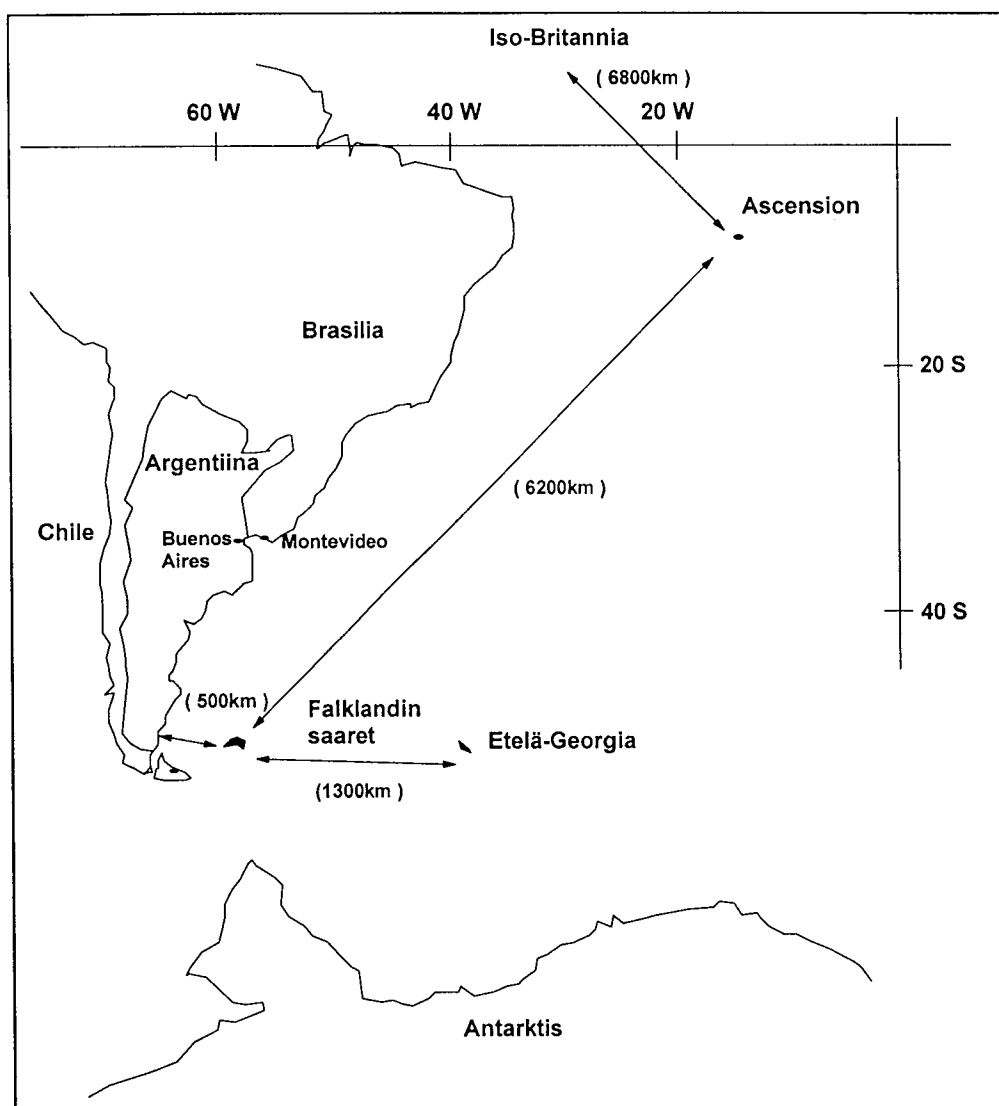 Iso-Britannia
( 6800km )
60 W
40 W
20 W
Ascension
Brasilia
20 S
Argentiina
( 6200km )
Chile
Buenos
Aires
Montevideo
40 S
( 500km )
Falklandin
saaret
Etelä-Georgia
(1300km )
Antarktis